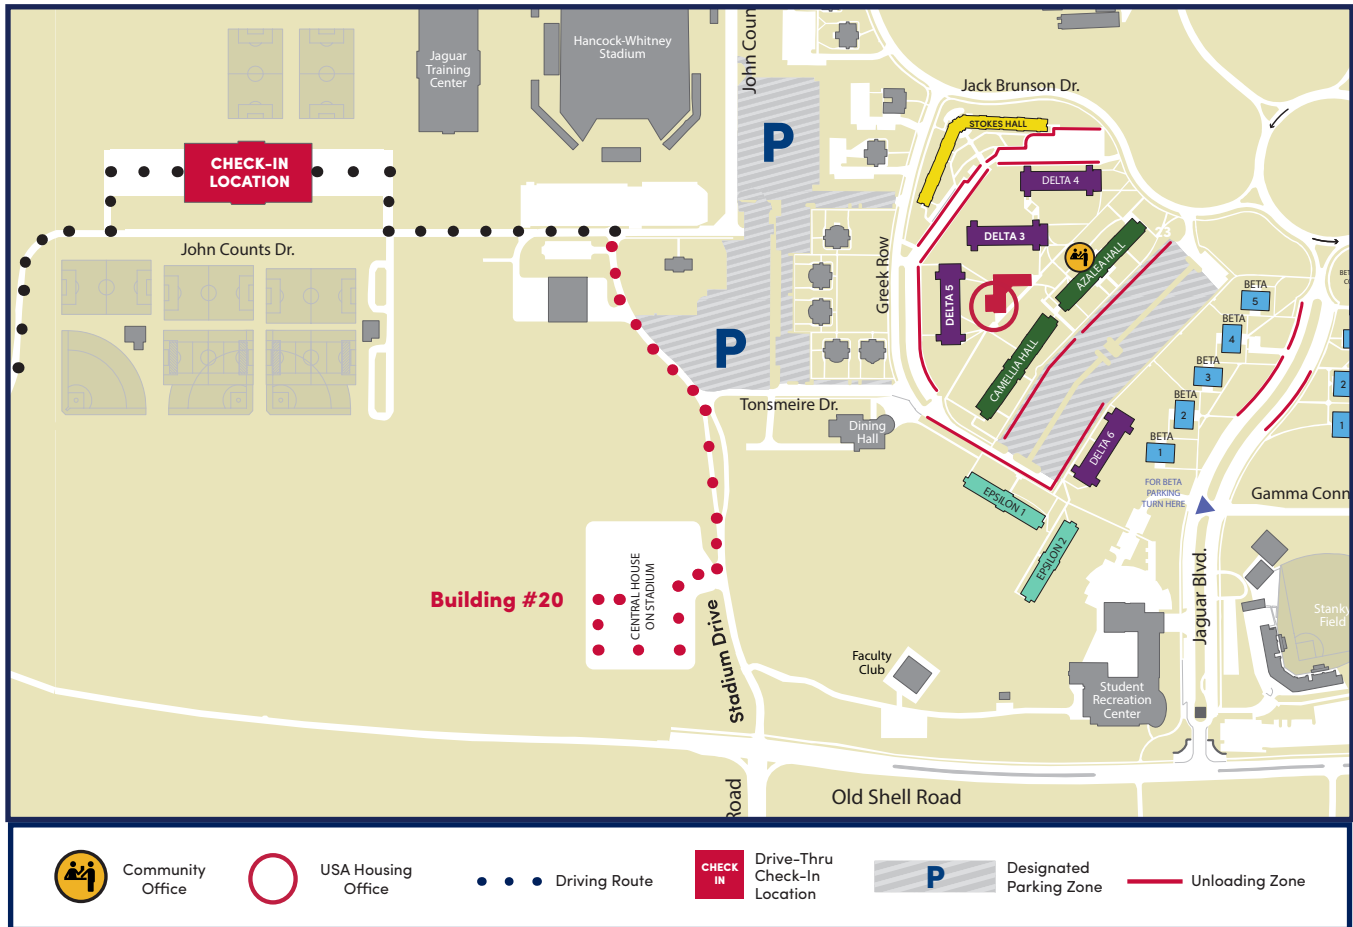 Hancock-Whitney
Stadium
Jaguar
Training
Center
John Coun
Jack Brunson Dr.
P
STOKES HALL
CHECK-IN
LOCATION
DELTA 4
DELTA 3
23
AZALEA HALL
John Counts Dr.
Greek Row
DELTA 5
CAMELLIA HALL
BETA
5
BETA
4
BETA
3
BETA
2
BETA
1
2
1
P
Tonsmeire Dr.
Dining
Hall
DELTA 6
EPSILON 1
EPSILON 2
FOR BETA
PARKING
TURN HERE
Gamma Conn
Jaguar Blvd.
Stanky
Field
Building #20
CENTRAL HOUSE
ON STADIUM
Stadium Drive
Faculty
Club
Student
Recreation
Center
Road
Old Shell Road
Community
Office
USA Housing
Office
Driving Route
CHECK
IN
Drive-Thru
Check-In
Location
P
Designated
Parking Zone
Unloading Zone